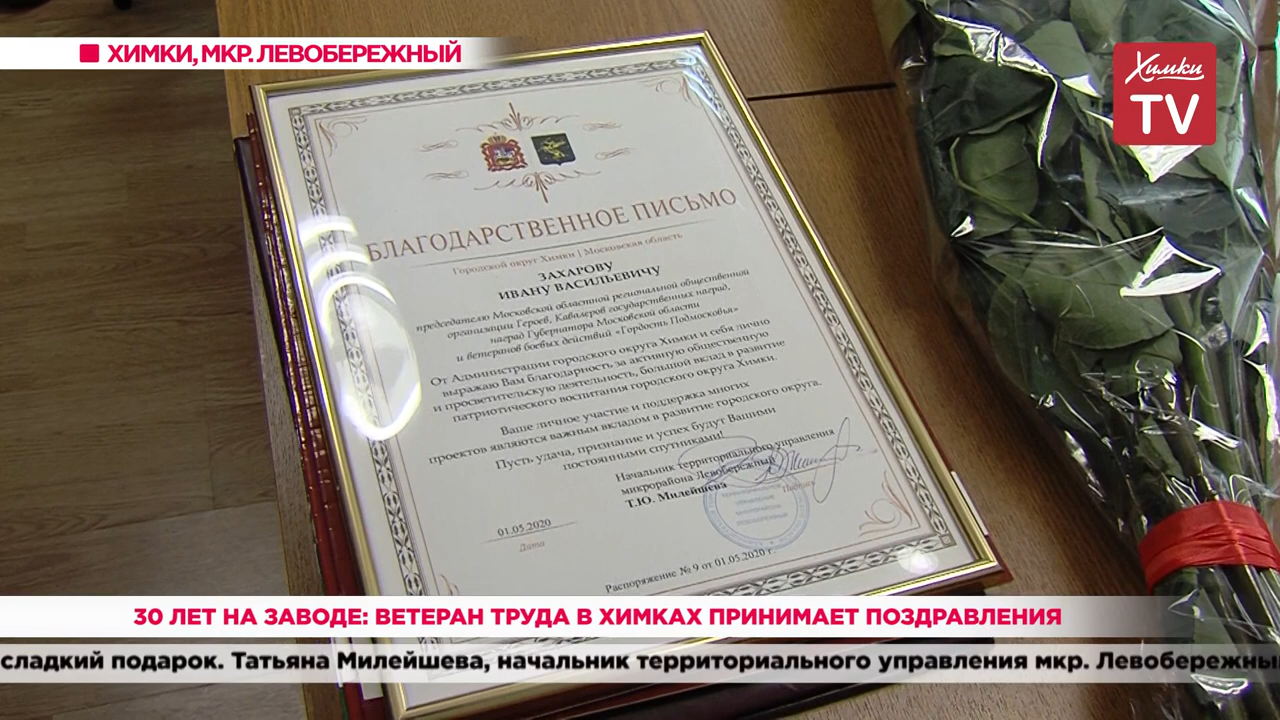 ХИМКИ, МКР. ЛЕВОБЕРЕЖНЫЙ
Химки
TV
БЛАГОДАРСТВЕННОЕ ПИСЬМО
Городской округ Химки | Московская область
ЗАХАРОВУ
ИВАНУ ВАСИЛЬЕВИЧУ
председателю Московской областной региональной общественной
организации Героев, Кавалеров государственных наград,
наград Губернатора Московской области
и ветеранов боевых действий «Гордость Подмосковья»
От Администрации городского округа Химки и себя лично
выражаю Вам благодарность за активную общественную
и просветительскую деятельность, большой вклад в развитие
патриотического воспитания городского округа Химки.
Ваше личное участие и поддержка многих
проектов являются важным вкладом в развитие городского округа.
Пусть удача, признание и успех будут Вашими
постоянными спутниками!
Начальник территориального управления
микрорайона Левобережный
Т.Ю. Милейшева
Подпись
01.05.2020
Дата
Распоряжение № 9 от 01.05.2020 г.
30 ЛЕТ НА ЗАВОДЕ: ВЕТЕРАН ТРУДА В ХИМКАХ ПРИНИМАЕТ ПОЗДРАВЛЕНИЯ
сладкий подарок. Татьяна Милейшева, начальник территориального управления мкр. Левобережны